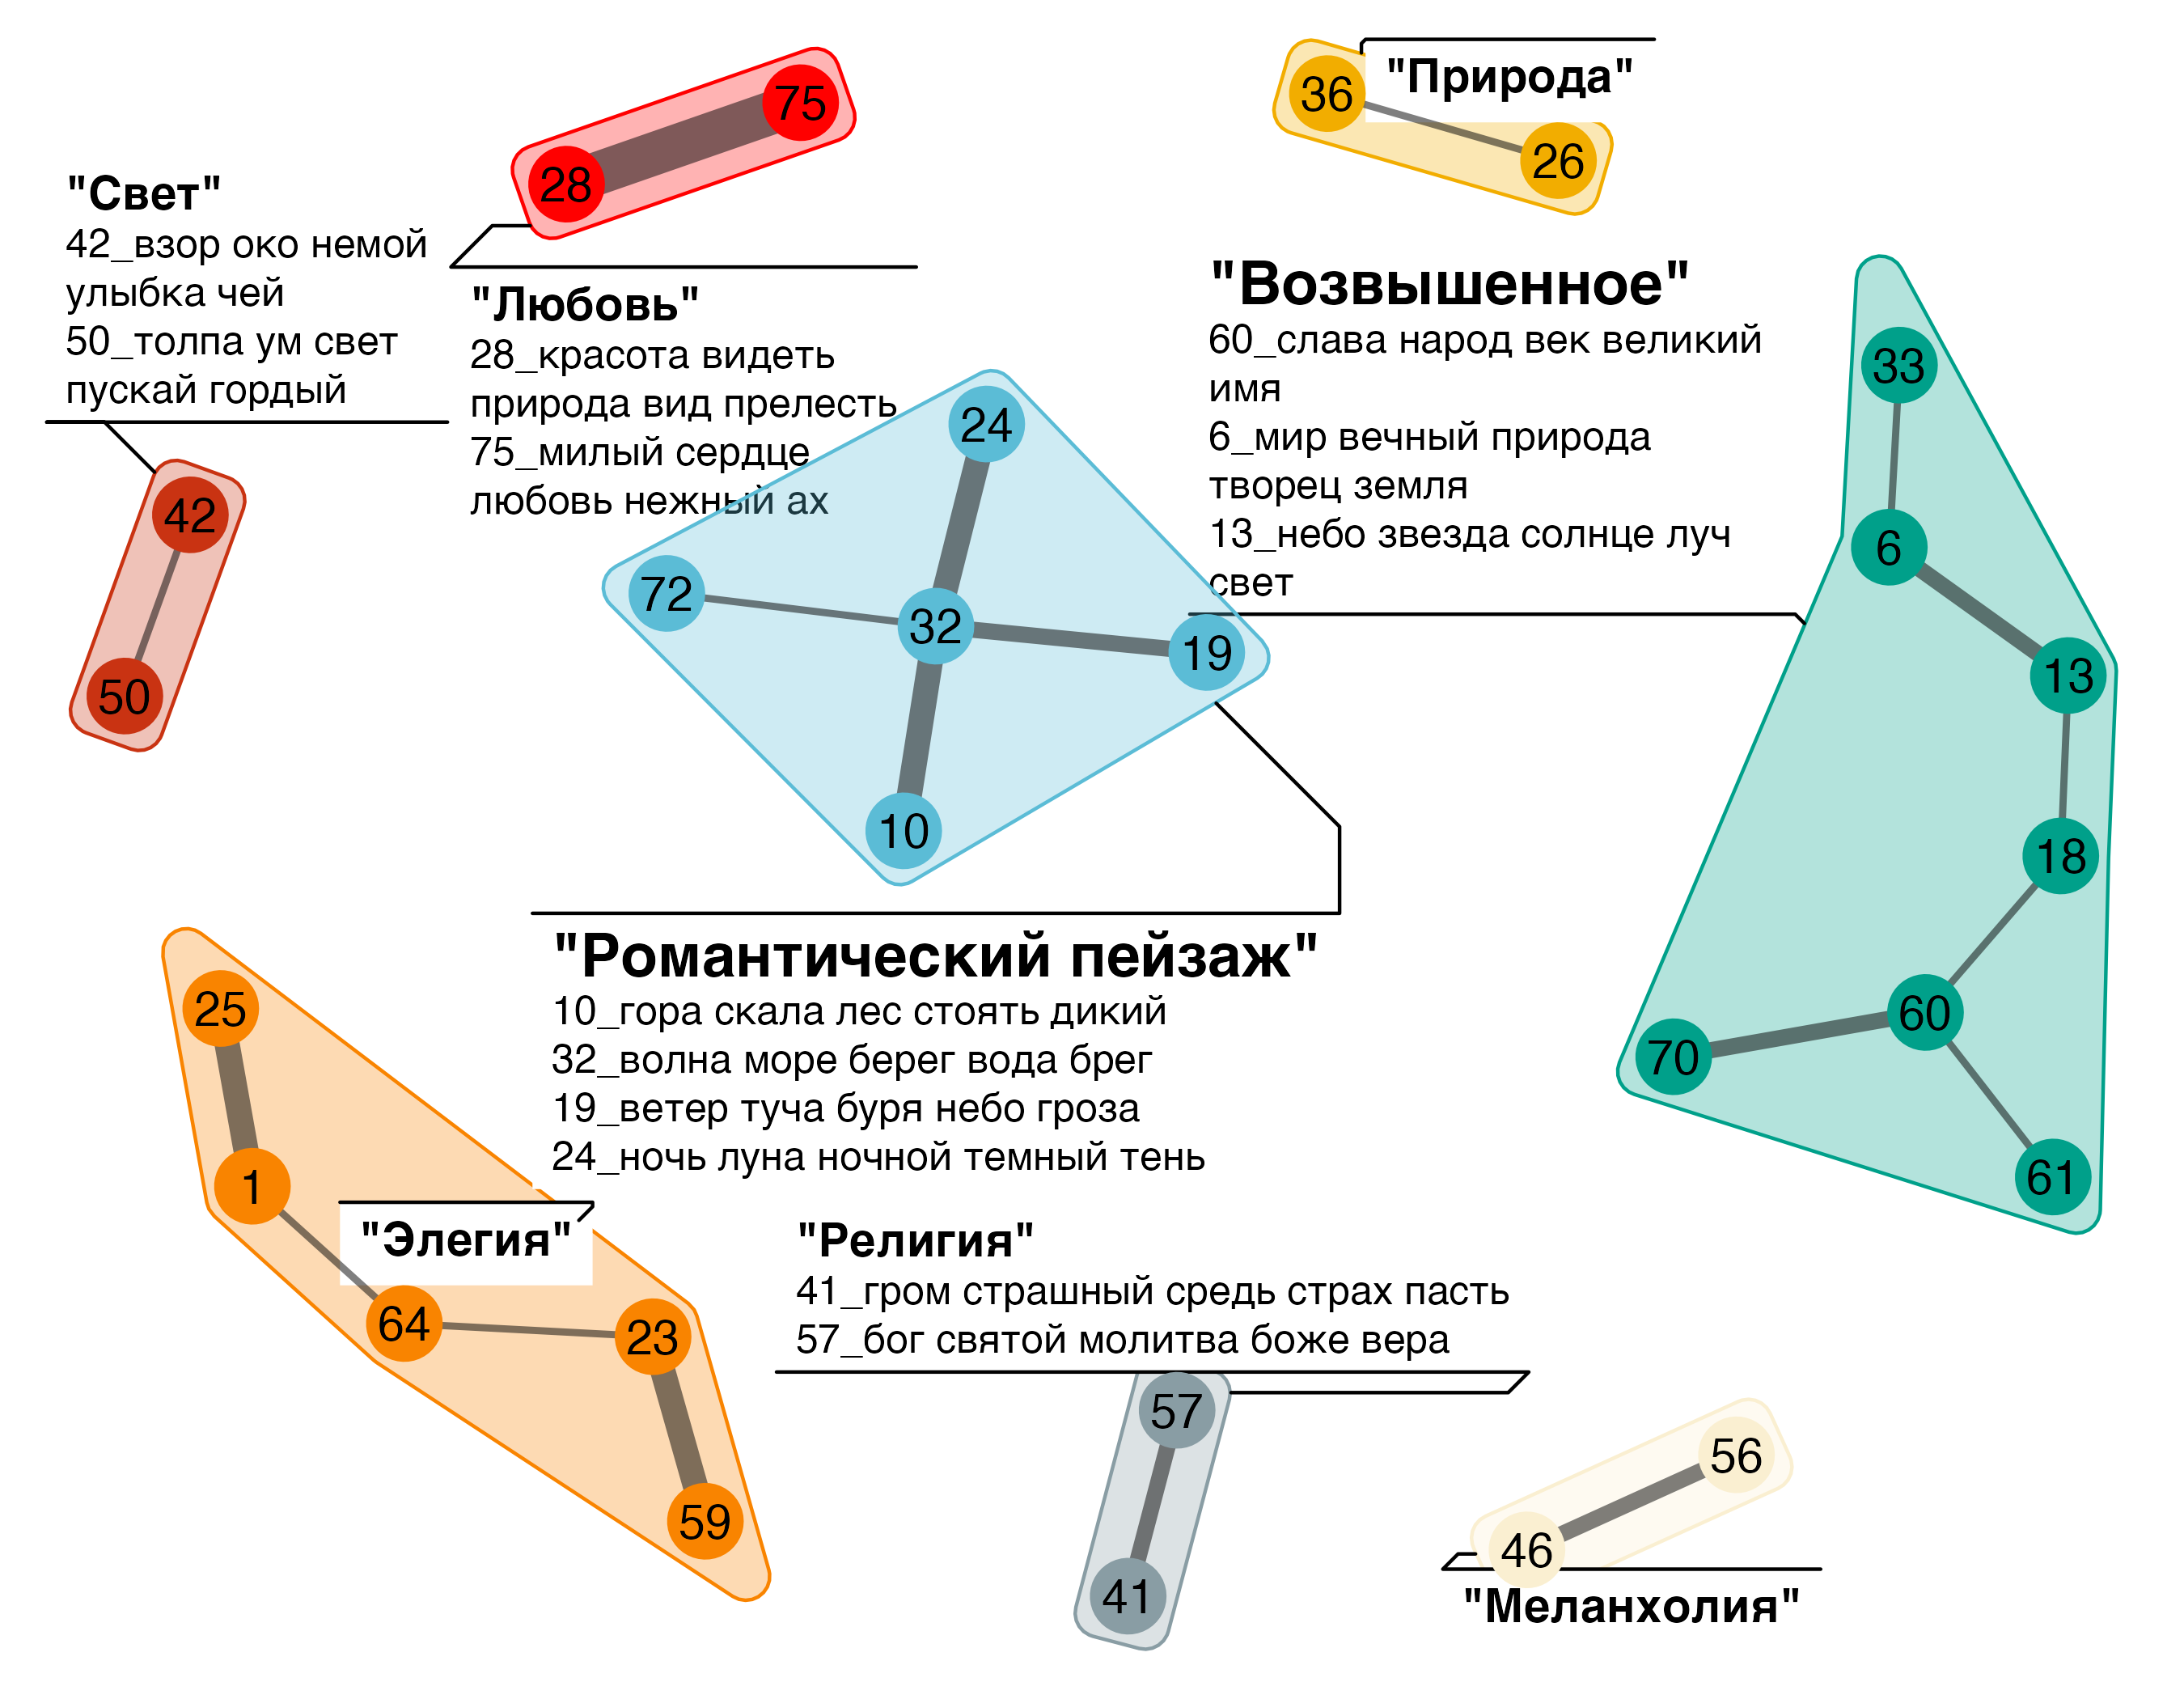 75
28
"Природа"
36
26
"Свет"
42_взор око немой
улыбка чей
50_толпа ум свет
пускай гордый
42
50
"Любовь"
28_красота видеть
природа вид прелесть
75_милый сердце
любовь нежный ах
24
72
32
19
10
"Возвышенное"
60_слава народ век великий
имя
6_мир вечный природа
творец земля
13_небо звезда солнце луч
свет
33
6
13
18
60
70
61
"Романтический пейзаж"
10_гора скала лес стоять дикий
32_волна море берег вода брег
19_ветер туча буря небо гроза
24_ночь луна ночной темный тень
25
1
"Элегия"
64
23
59
"Религия"
41_гром страшный средь страх пасть
57_бог святой молитва боже вера
57
41
56
46
"Меланхолия"